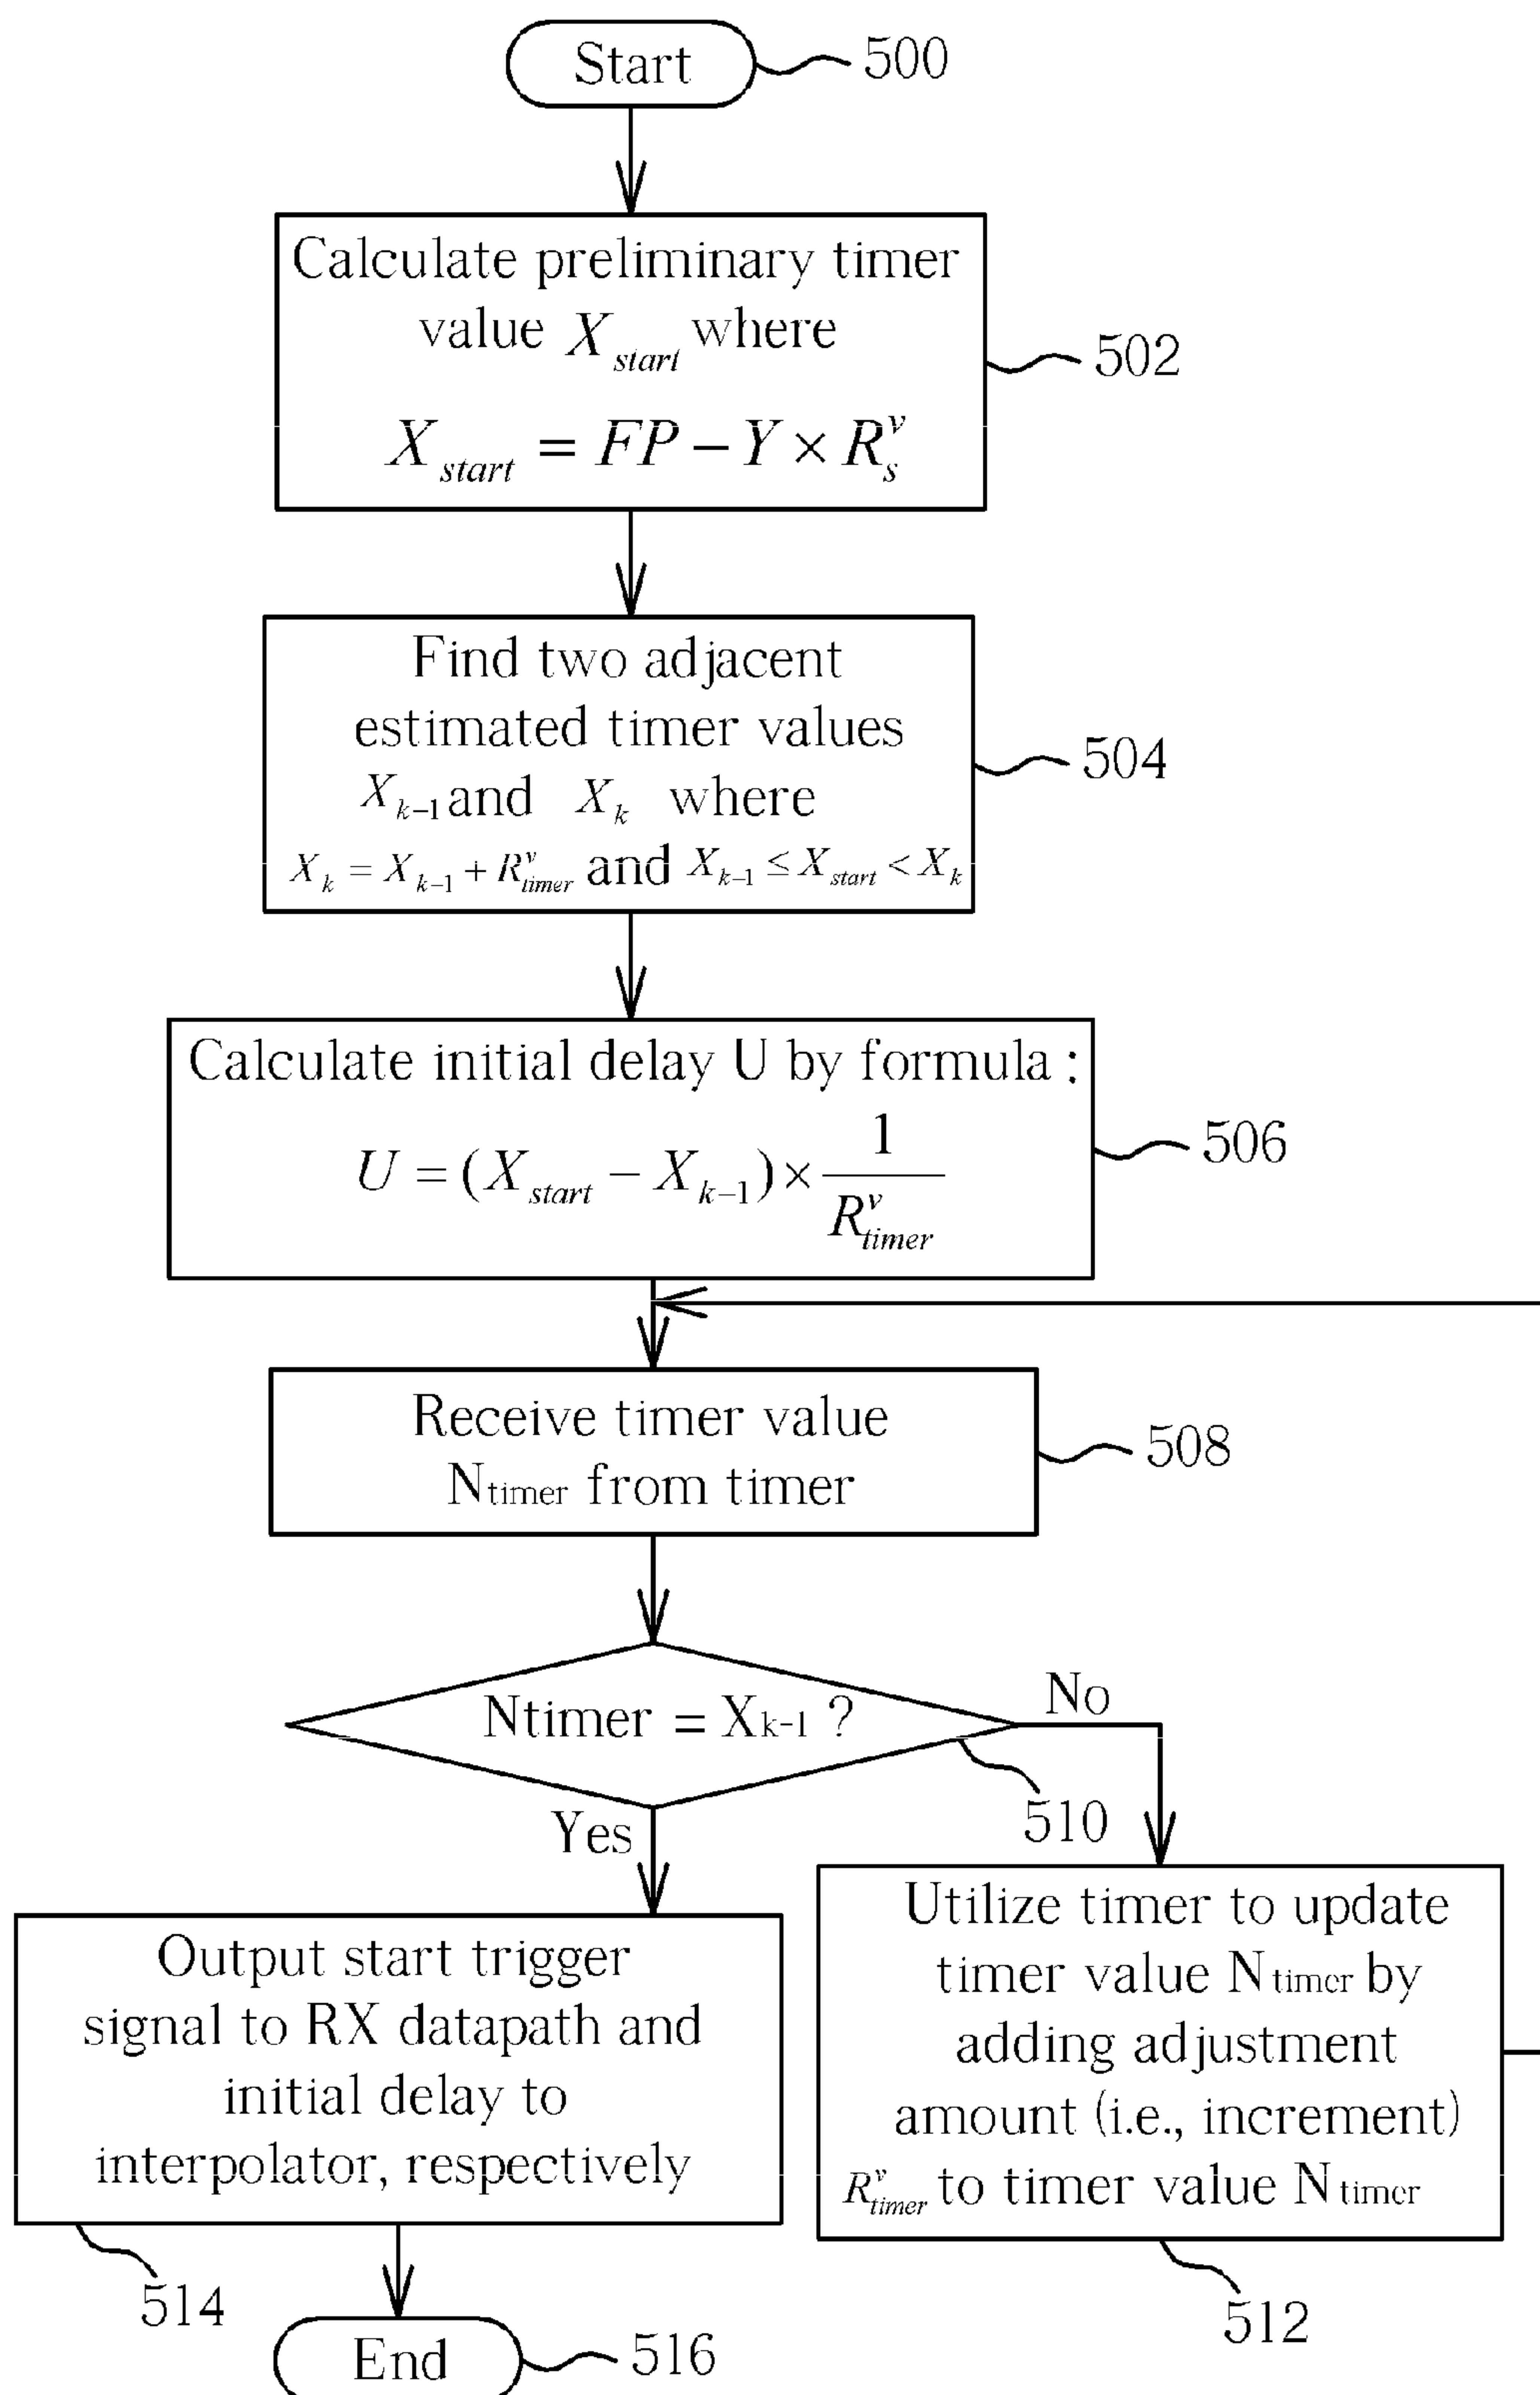 Start
500
Calculate preliminary timer
value X_start where
X_start = FP − Y × R_s^v
502
Find two adjacent
estimated timer values
X_k−1 and X_k where
X_k = X_k−1 + R_timer^v and X_k−1 ≤ X_start < X_k
504
Calculate initial delay U by formula :
U = (X_start − X_k−1) × 1 / R_timer^v
506
Receive timer value
Ntimer from timer
508
Ntimer = Xk-1 ?
No
510
Yes
Utilize timer to update
timer value Ntimer by
adding adjustment
amount (i.e., increment)
R_timer^v to timer value Ntimer
512
Output start trigger
signal to RX datapath and
initial delay to
interpolator, respectively
514
End
516